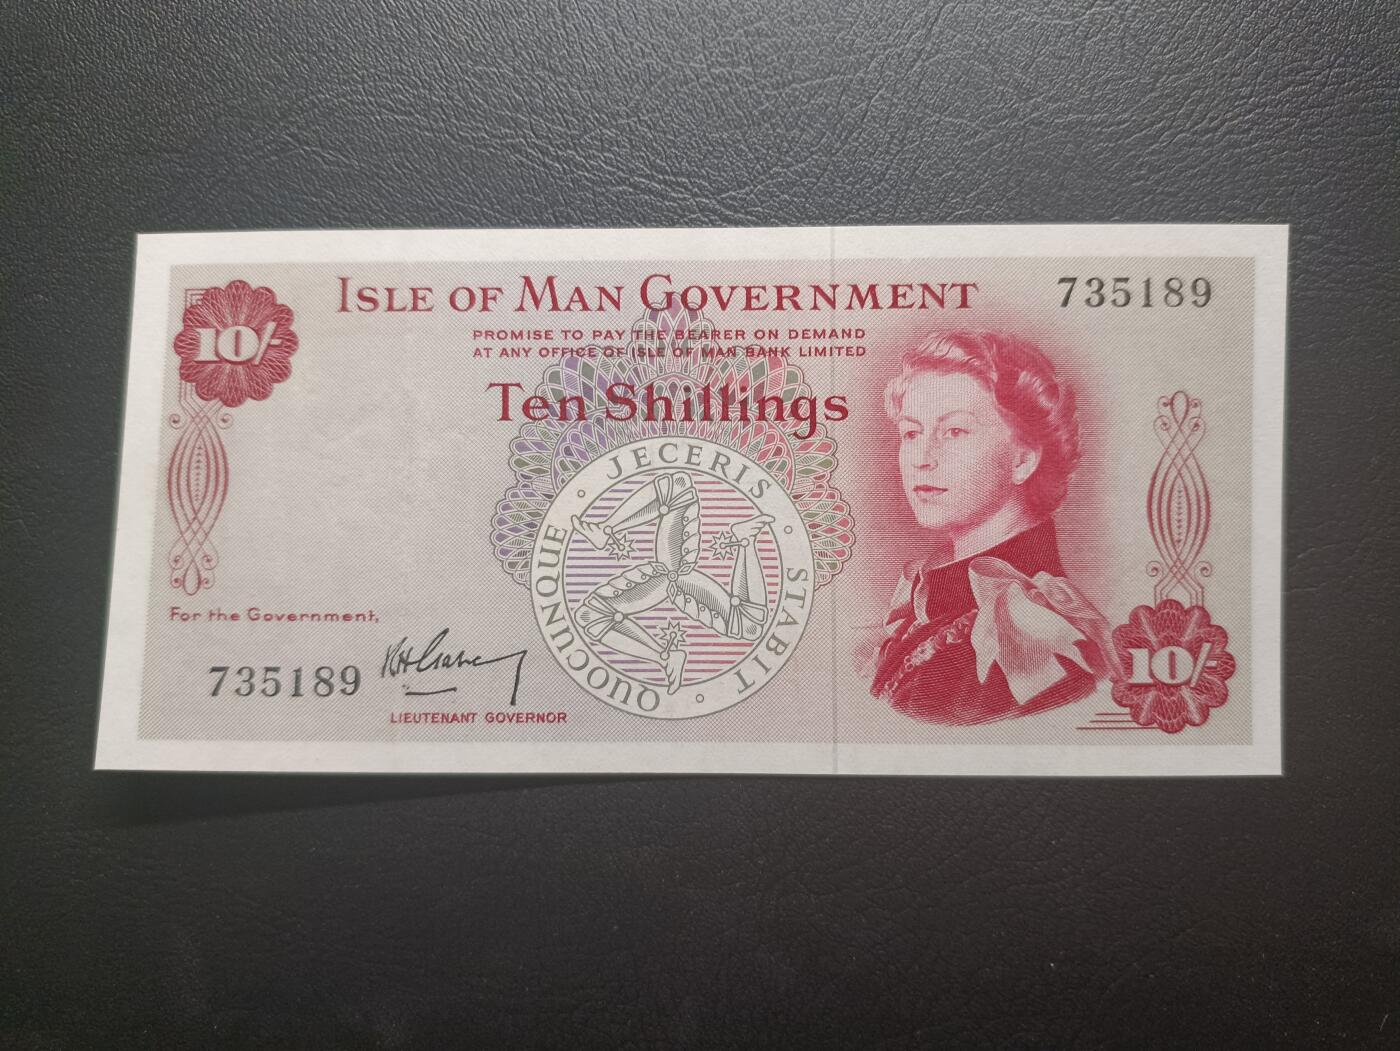 ISLE OF MAN GOVERNMENT
735189
10/-
PROMISE TO PAY THE BEARER ON DEMAND
AT ANY OFFICE OF ISLE OF MAN BANK LIMITED
Ten Shillings
QUOCUNQUE · JECERIS · STABIT ·
For the Government,
735189
LIEUTENANT GOVERNOR
10/-